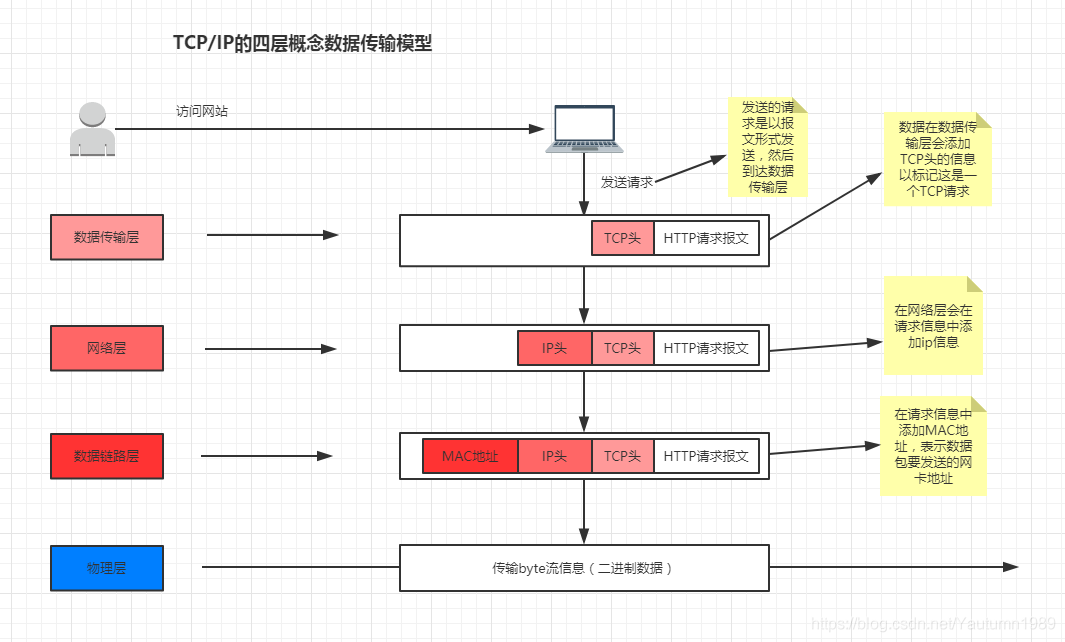 TCP/IP的四层概念数据传输模型
访问网站
发送请求
发送的请
求是以报
文形式发
送，然后
到达数据
传输层
数据在数据传
输层会添加
TCP头的信息
以标记这是一
个TCP请求
数据传输层
TCP头
HTTP请求报文
网络层
IP头
TCP头
HTTP请求报文
在网络层会在
请求信息中添
加ip信息
数据链路层
MAC地址
IP头
TCP头
HTTP请求报文
在请求信息中
添加MAC地
址，表示数据
包要发送的网
卡地址
物理层
传输byte流信息（二进制数据）
https://blog.csdn.net/Yautumn1989